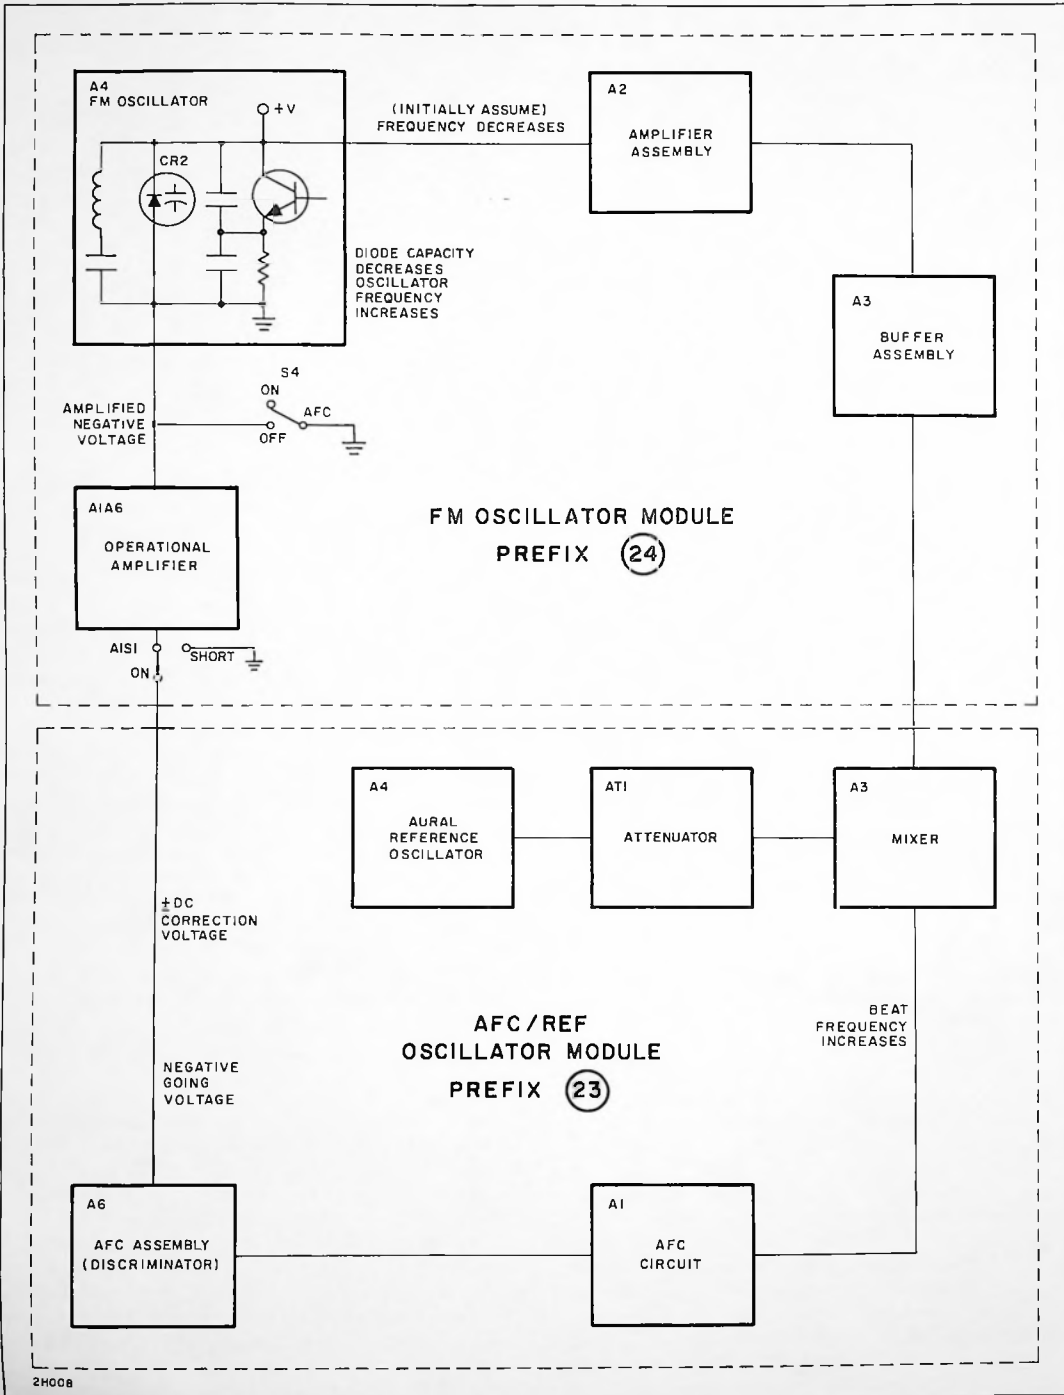 A4
FM OSCILLATOR
+V
CR2
(INITIALLY ASSUME)
FREQUENCY DECREASES
A2
AMPLIFIER
ASSEMBLY
DIODE CAPACITY
DECREASES
OSCILLATOR
FREQUENCY
INCREASES
A3
BUFFER
ASSEMBLY
S4
ON
AFC
OFF
AMPLIFIED
NEGATIVE
VOLTAGE
A1A6
OPERATIONAL
AMPLIFIER
FM OSCILLATOR MODULE
PREFIX 24
A1S1
SHORT
ON
A4
AURAL
REFERENCE
OSCILLATOR
AT1
ATTENUATOR
A3
MIXER
±DC
CORRECTION
VOLTAGE
AFC/REF
OSCILLATOR MODULE
PREFIX 23
BEAT
FREQUENCY
INCREASES
NEGATIVE
GOING
VOLTAGE
A6
AFC ASSEMBLY
(DISCRIMINATOR)
A1
AFC
CIRCUIT
2H008